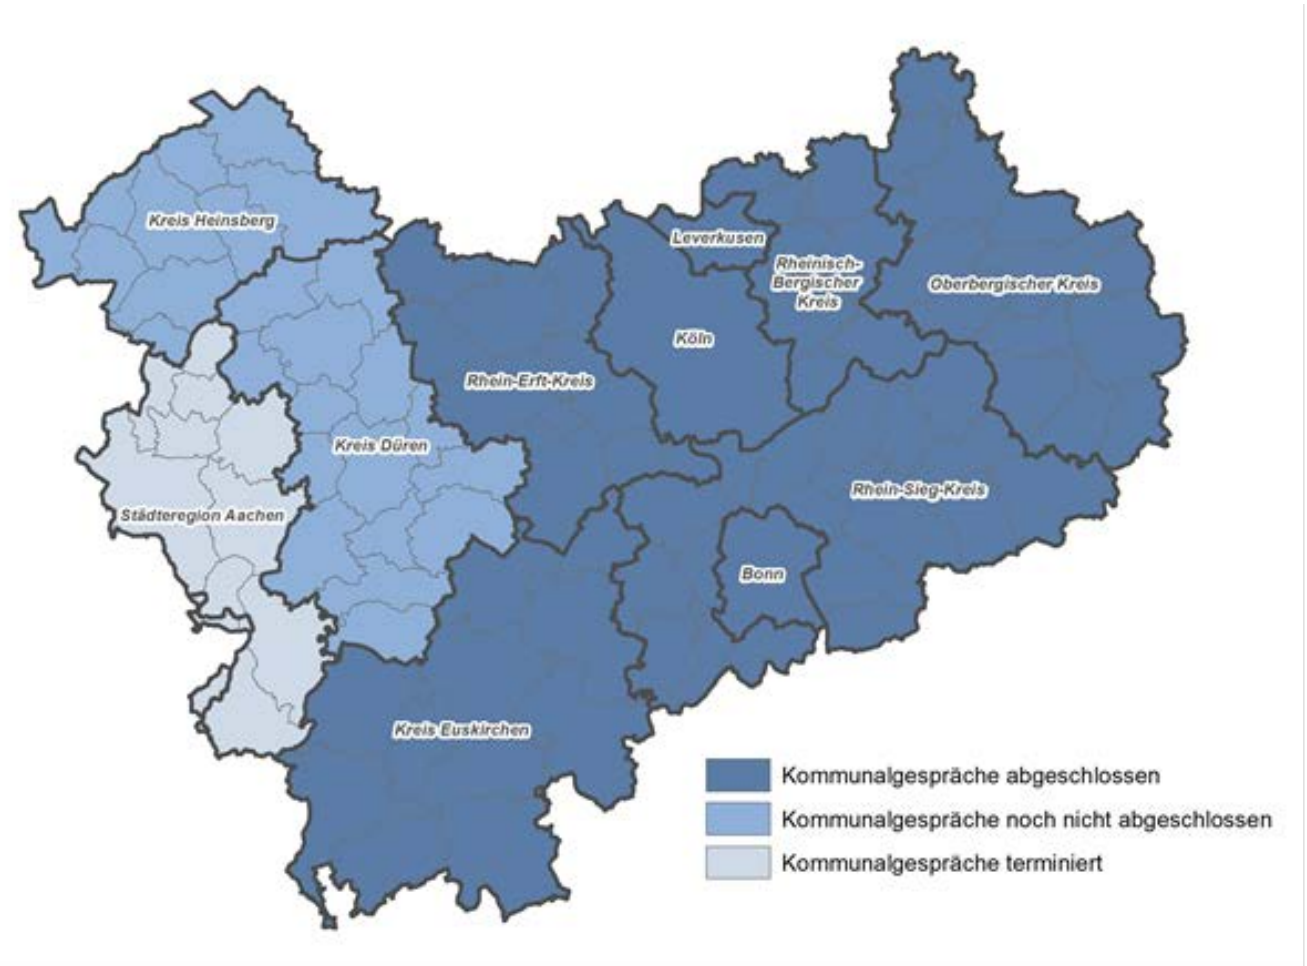 Kreis Heinsberg
Leverkusen
Rheinisch-
Bergischer
Kreis
Oberbergischer Kreis
Köln
Rhein-Erft-Kreis
Kreis Düren
Rhein-Sieg-Kreis
Städteregion Aachen
Bonn
Kreis Euskirchen
Kommunalgespräche abgeschlossen
Kommunalgespräche noch nicht abgeschlossen
Kommunalgespräche terminiert